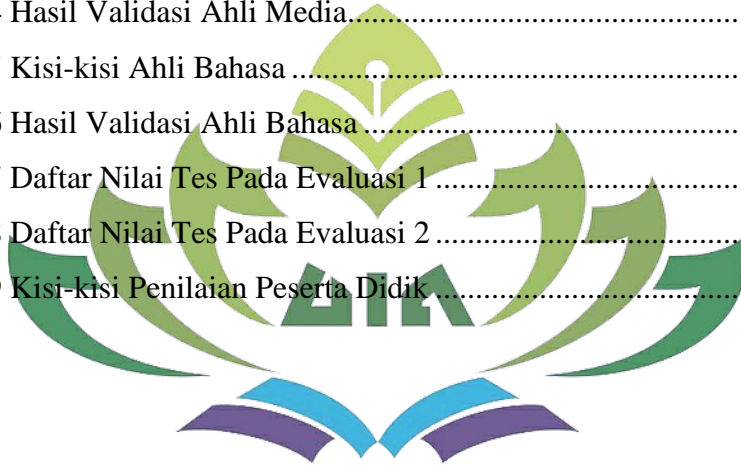 Hasil Validasi Ahli Media..................................................
Kisi-kisi Ahli Bahasa .........................................................
Hasil Validasi Ahli Bahasa ................................................
Daftar Nilai Tes Pada Evaluasi 1 .......................................
Daftar Nilai Tes Pada Evaluasi 2 .......................................
Kisi-kisi Penilaian Peserta Didik .......................................